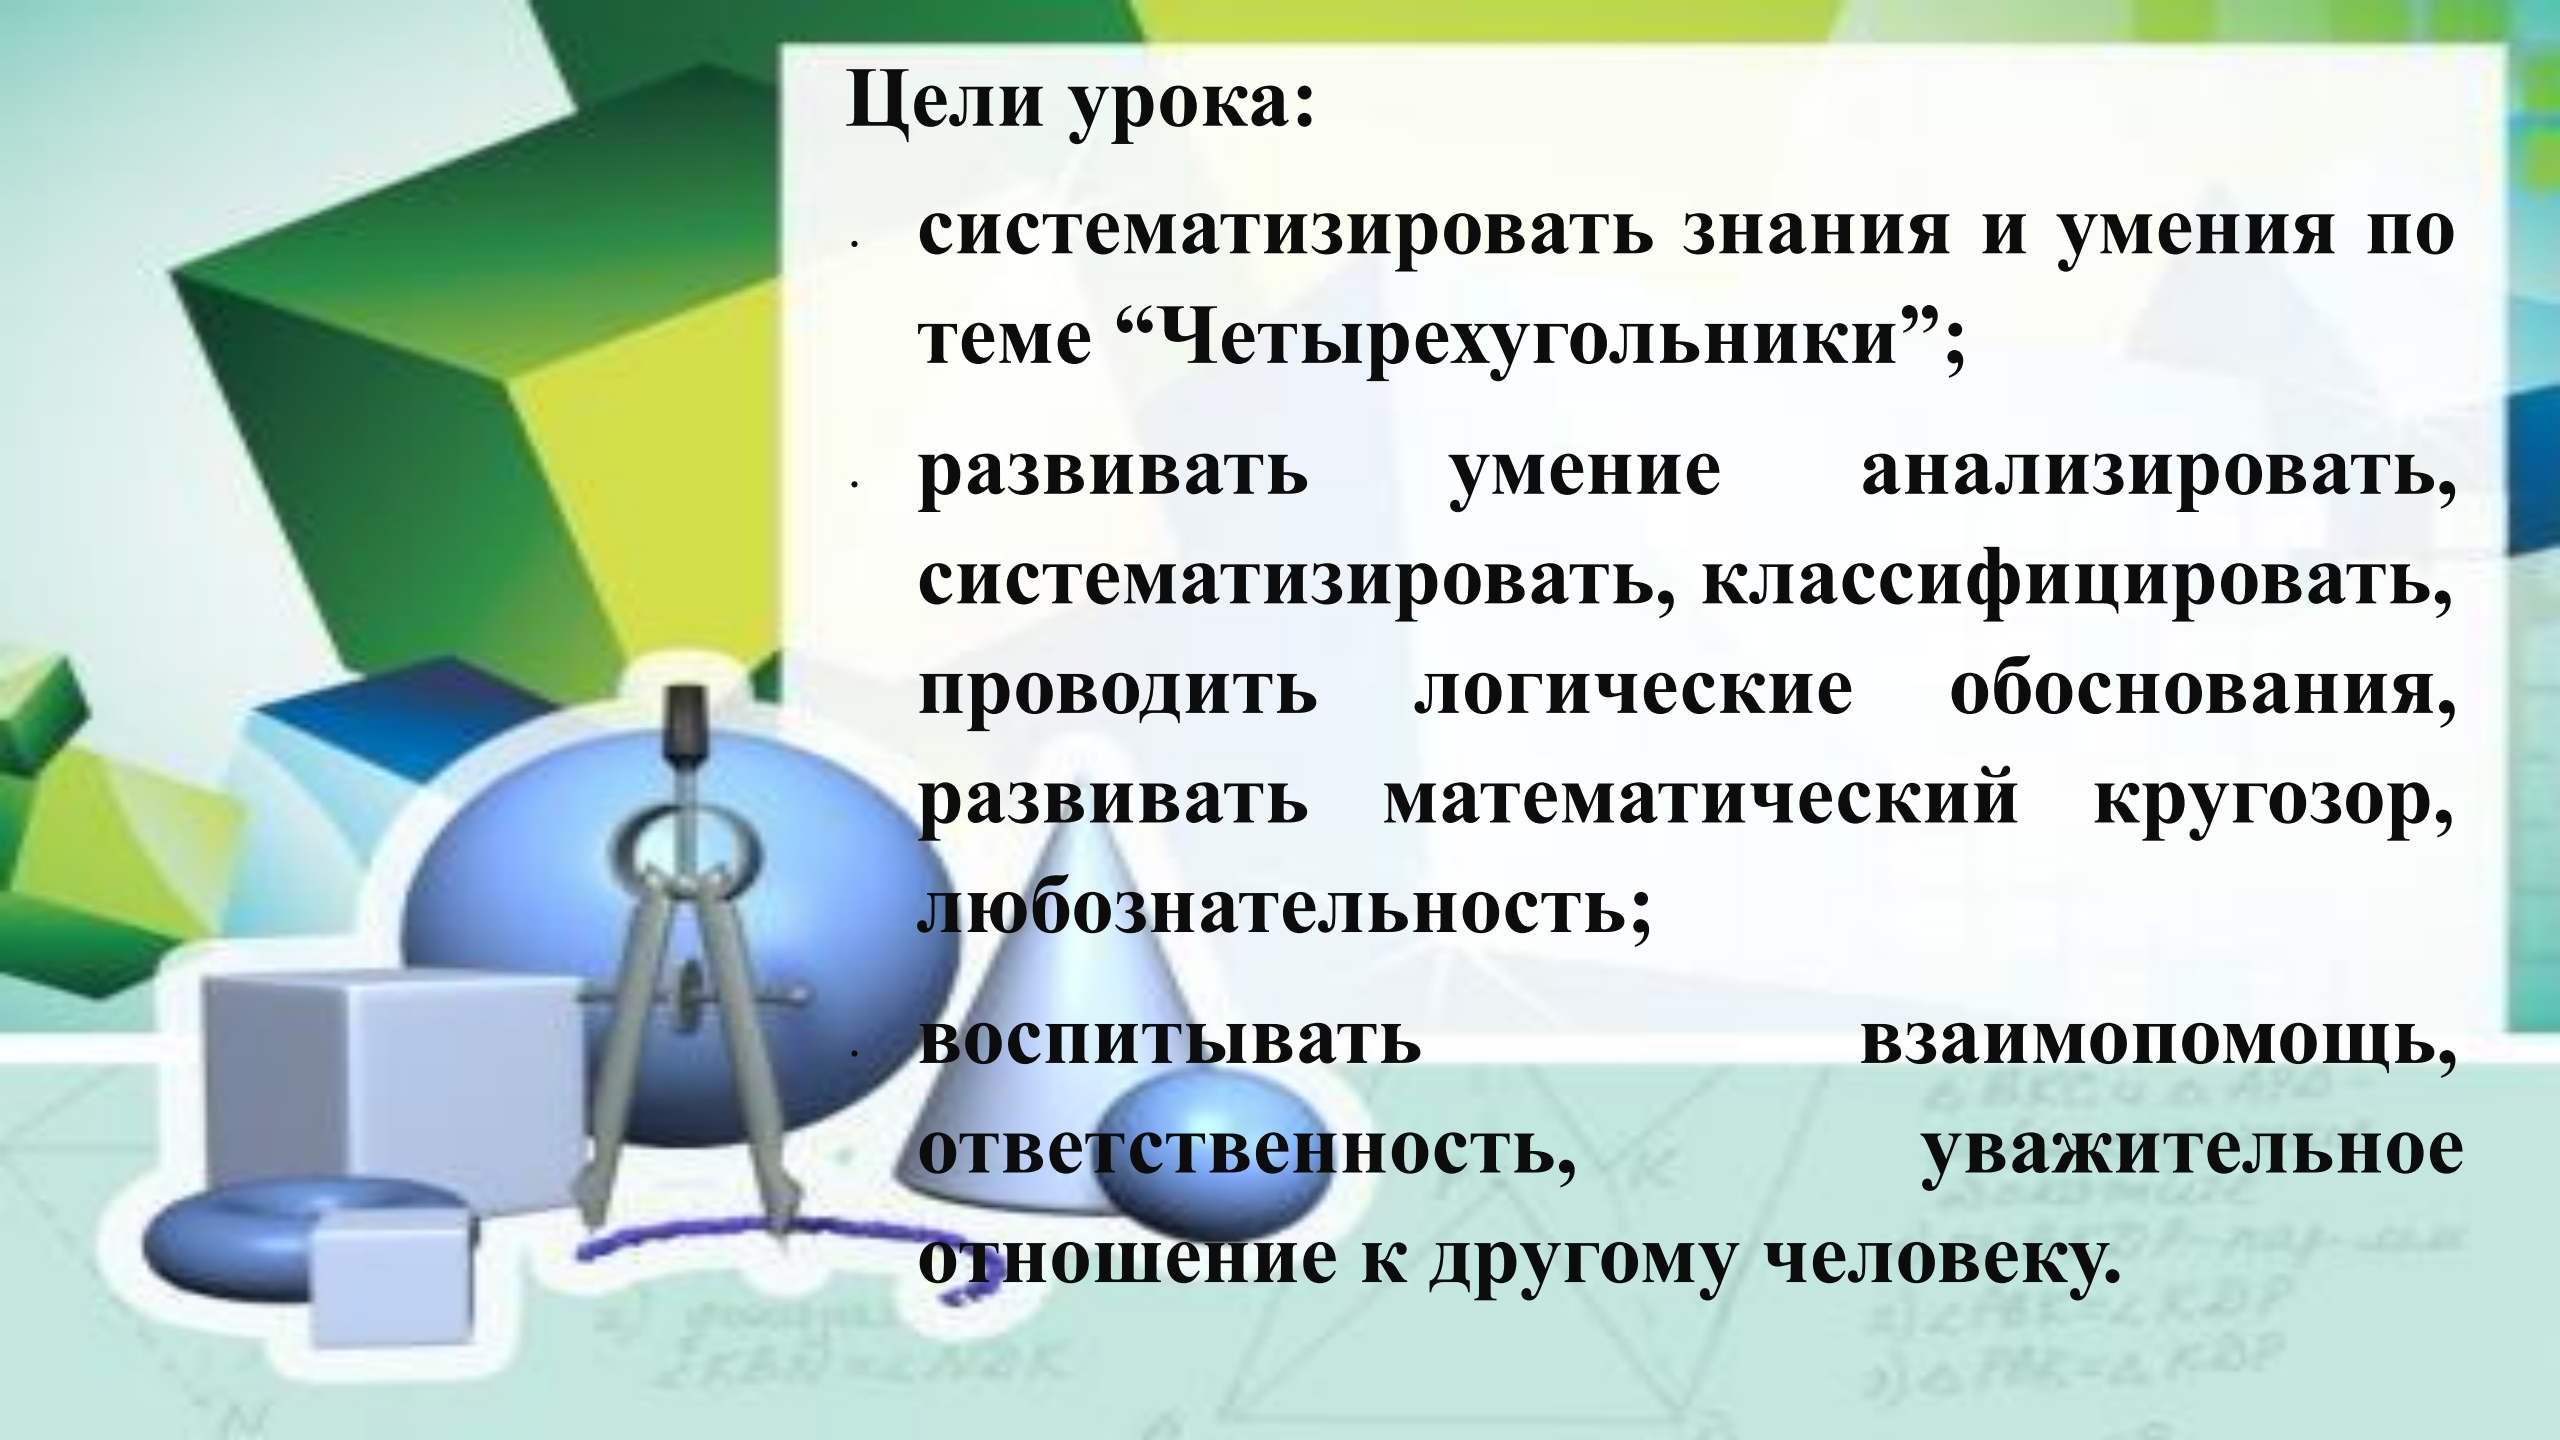 Цели урока:
систематизировать знания и умения по
теме “Четырехугольники”;
развивать умение анализировать,
систематизировать, классифицировать,
проводить логические обоснования,
развивать математический кругозор,
любознательность;
воспитывать взаимопомощь,
ответственность, уважительное
отношение к другому человеку.